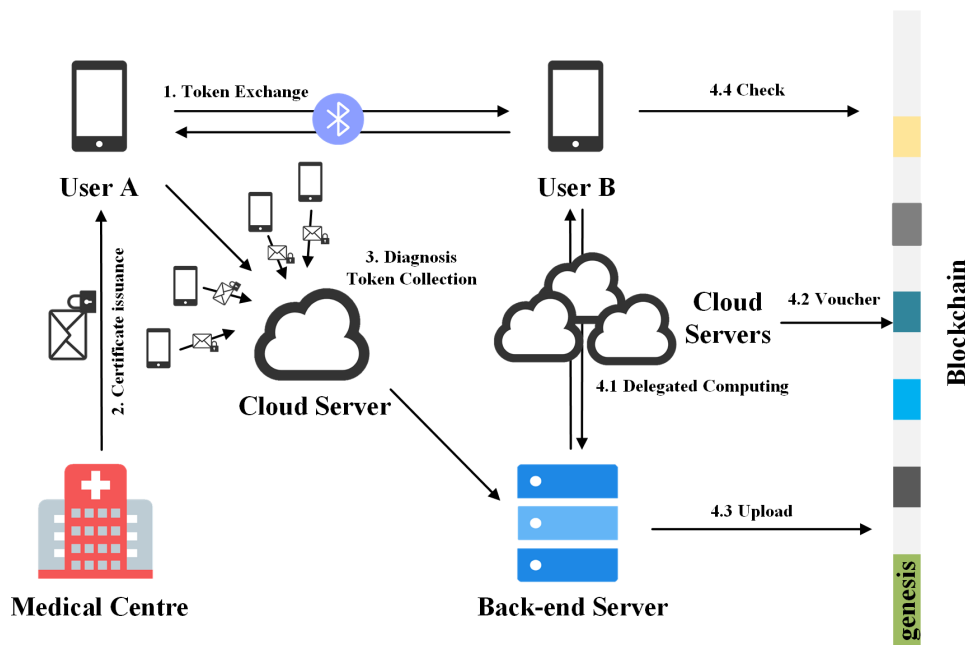 1. Token Exchange
4.4 Check
User A
User B
3. Diagnosis
Token Collection
2. Certificate issuance
Cloud
Servers
4.2 Voucher
Blockchain
4.1 Delegated Computing
Cloud Server
4.3 Upload
Medical Centre
Back-end Server
genesis